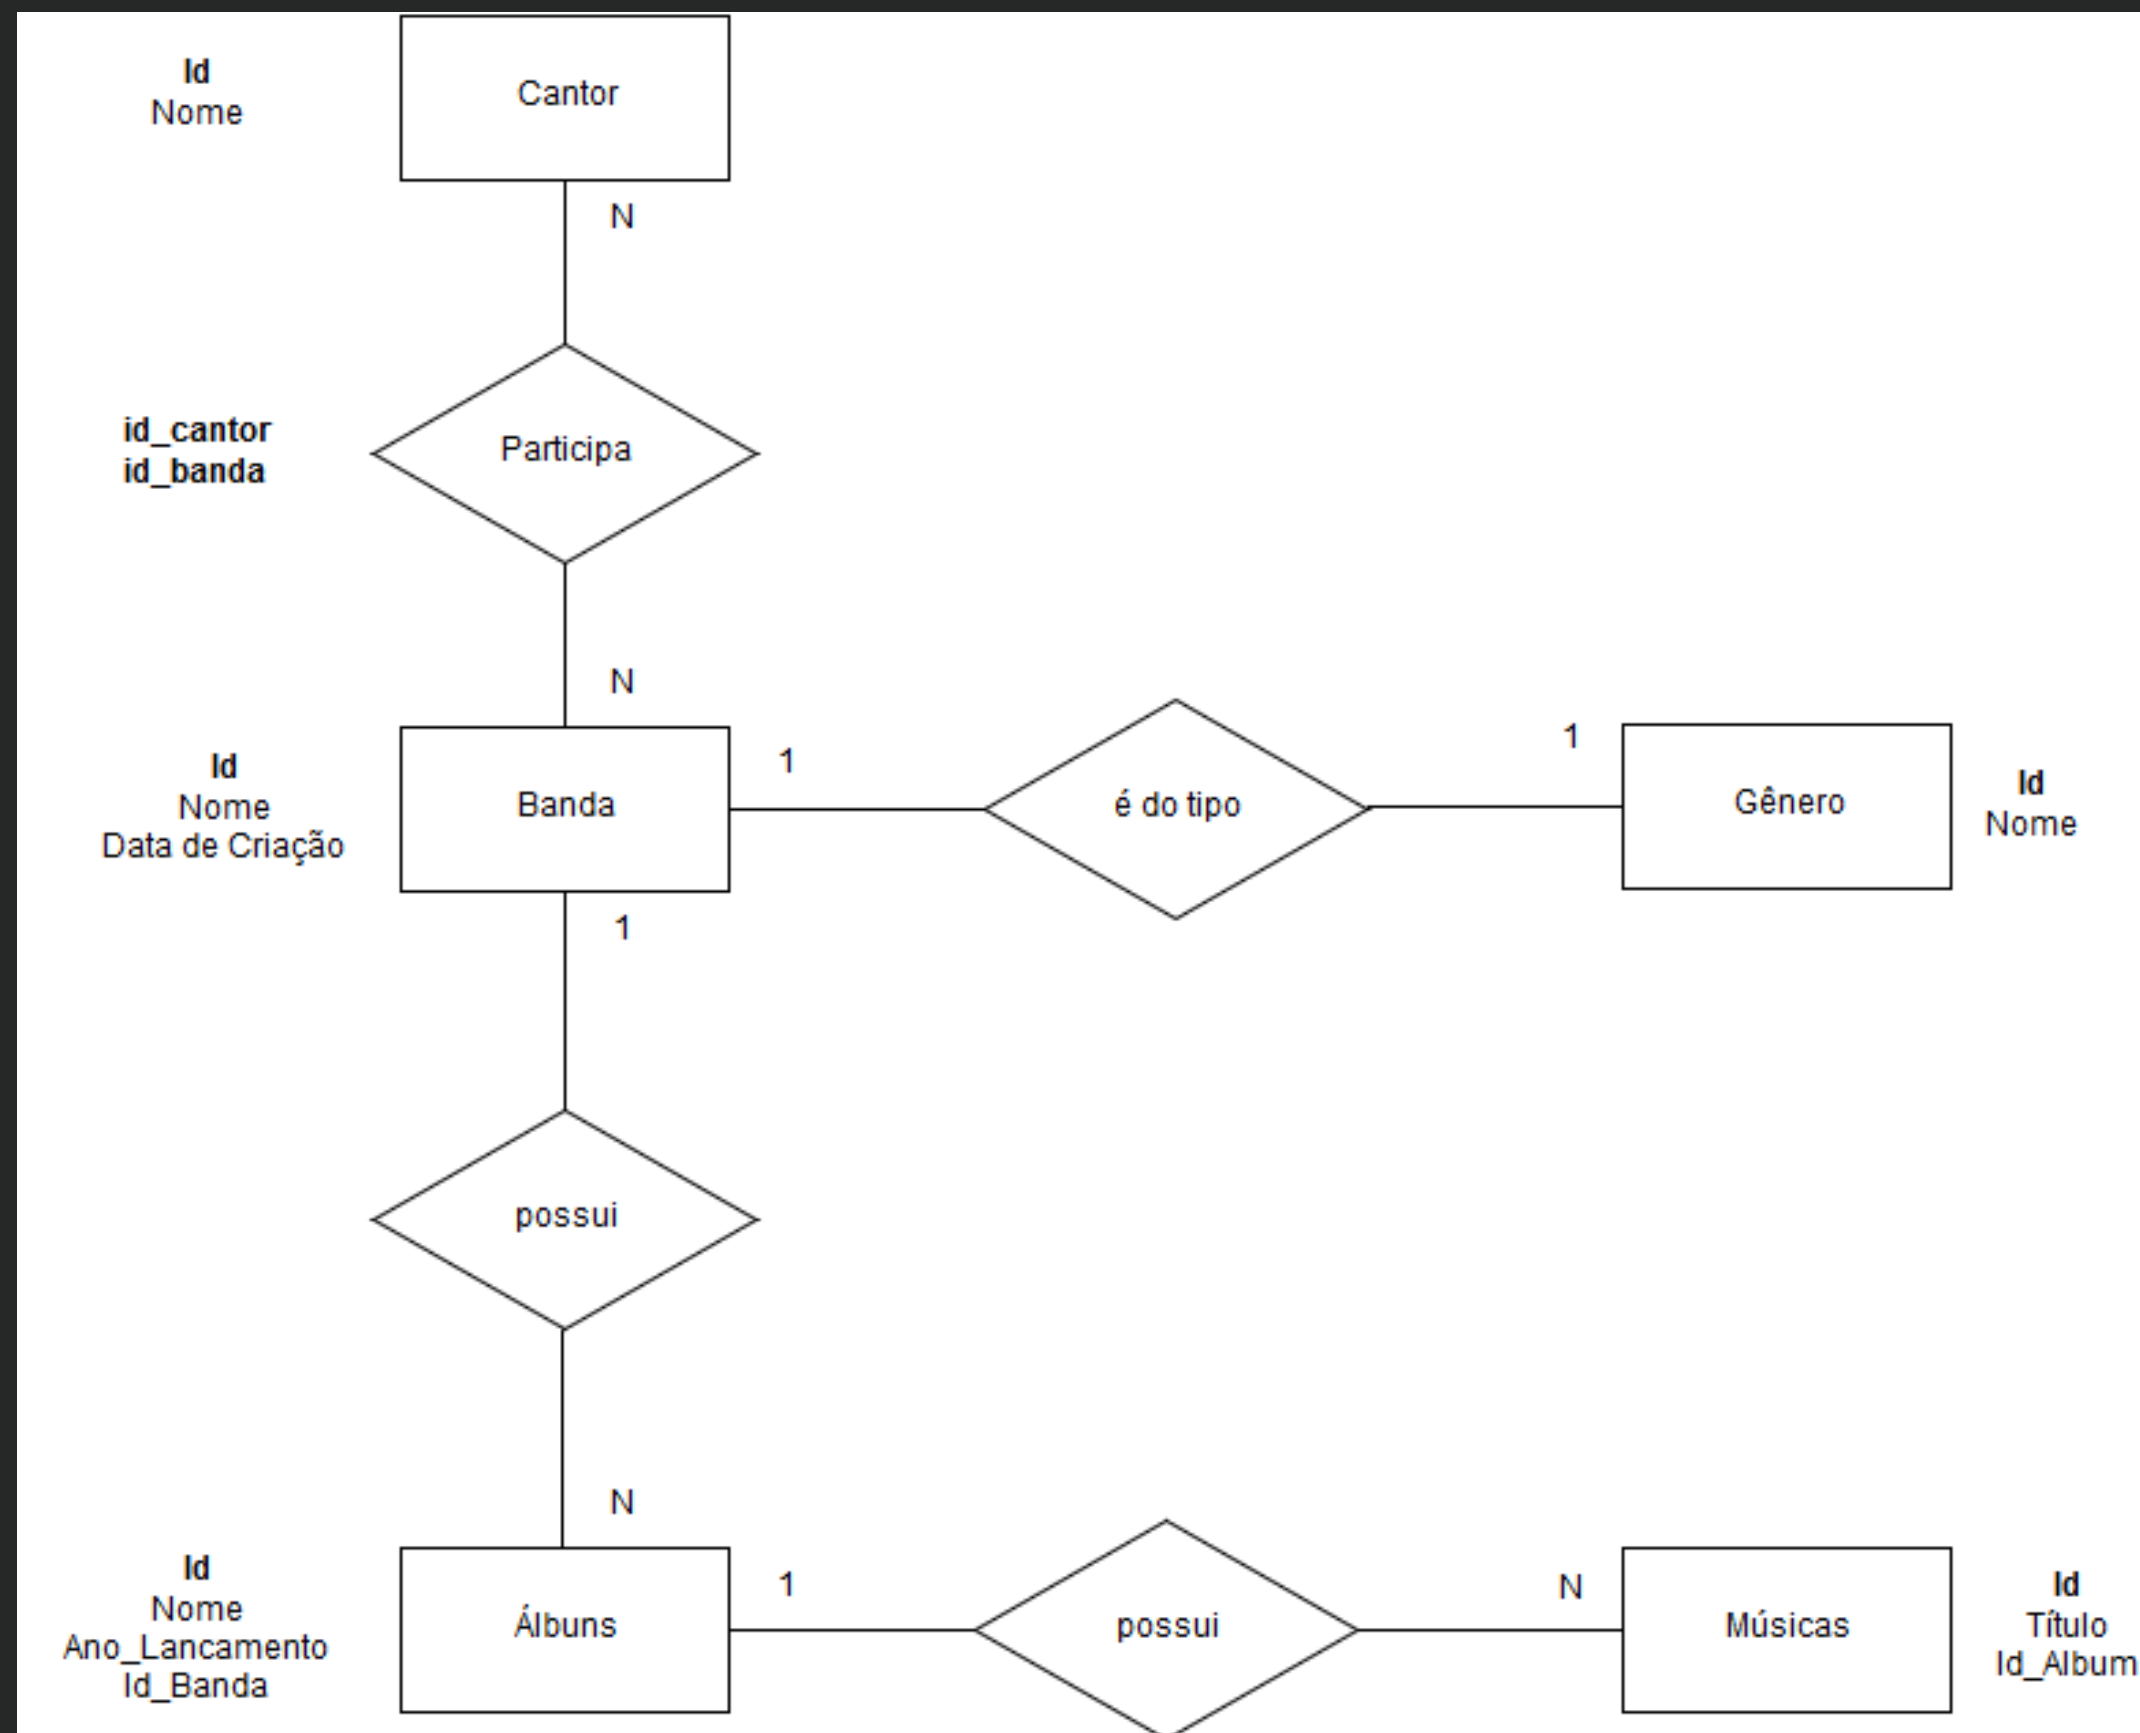 Id
Nome
Cantor
N
id_cantor
id_banda
Participa
N
Id
Nome
Data de Criação
Banda
1
é do tipo
1
Gênero
Id
Nome
1
possui
N
Id
Nome
Ano_Lancamento
Id_Banda
Álbuns
1
possui
N
Músicas
Id
Título
Id_Album